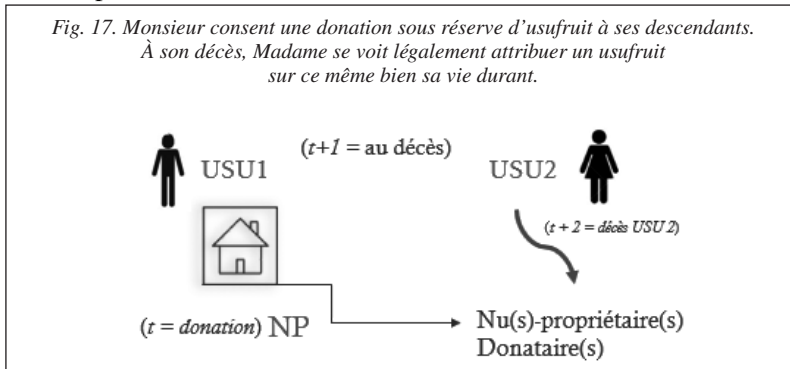 Fig. 17. Monsieur consent une donation sous réserve d'usufruit à ses descendants.
À son décès, Madame se voit légalement attribuer un usufruit
sur ce même bien sa vie durant.
(t+1 = au décès)
USU1
USU2
(t + 2 = décès USU 2)
(t = donation) NP
Nu(s)-propriétaire(s)
Donataire(s)